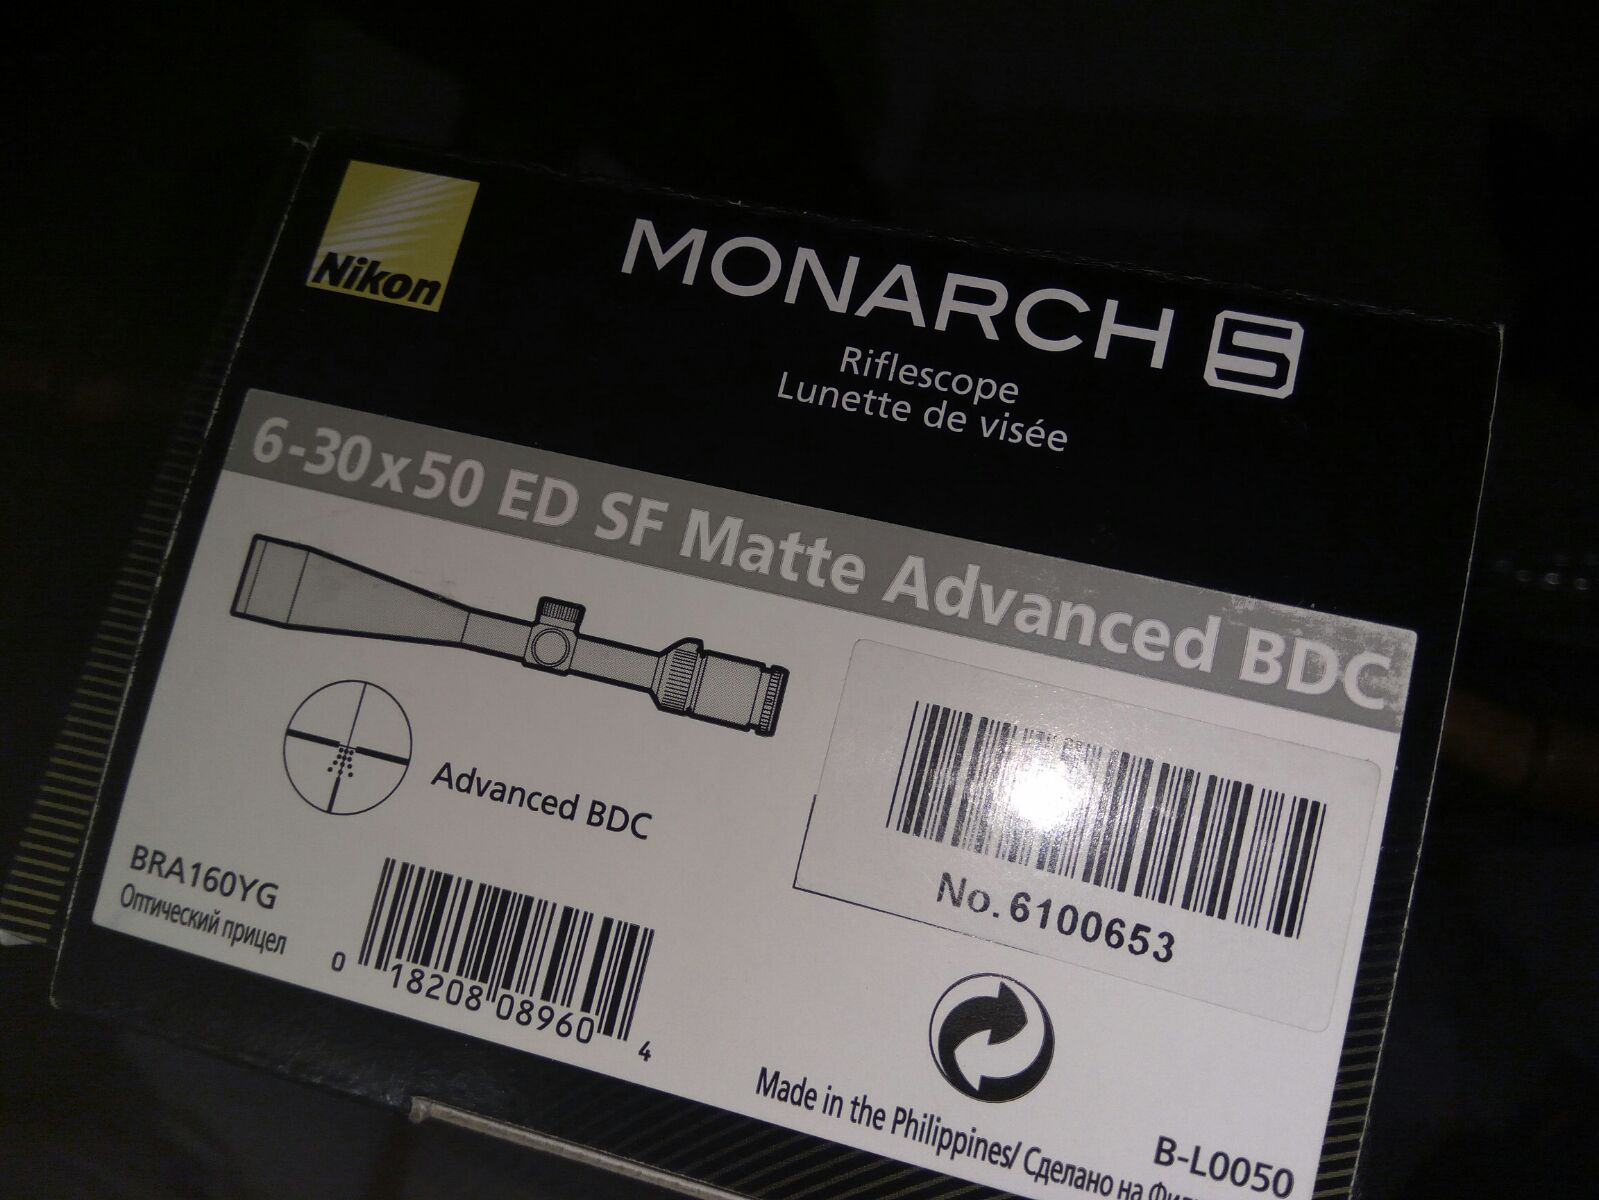 Nikon
MONARCH 5
Riflescope
Lunette de visée
6-30x50 ED SF Matte Advanced BDC
Advanced BDC
BRA160YG
Оптический прицел
0 18208 08960 4
No. 6100653
Made in the Philippines/ Сделано на
B-L0050